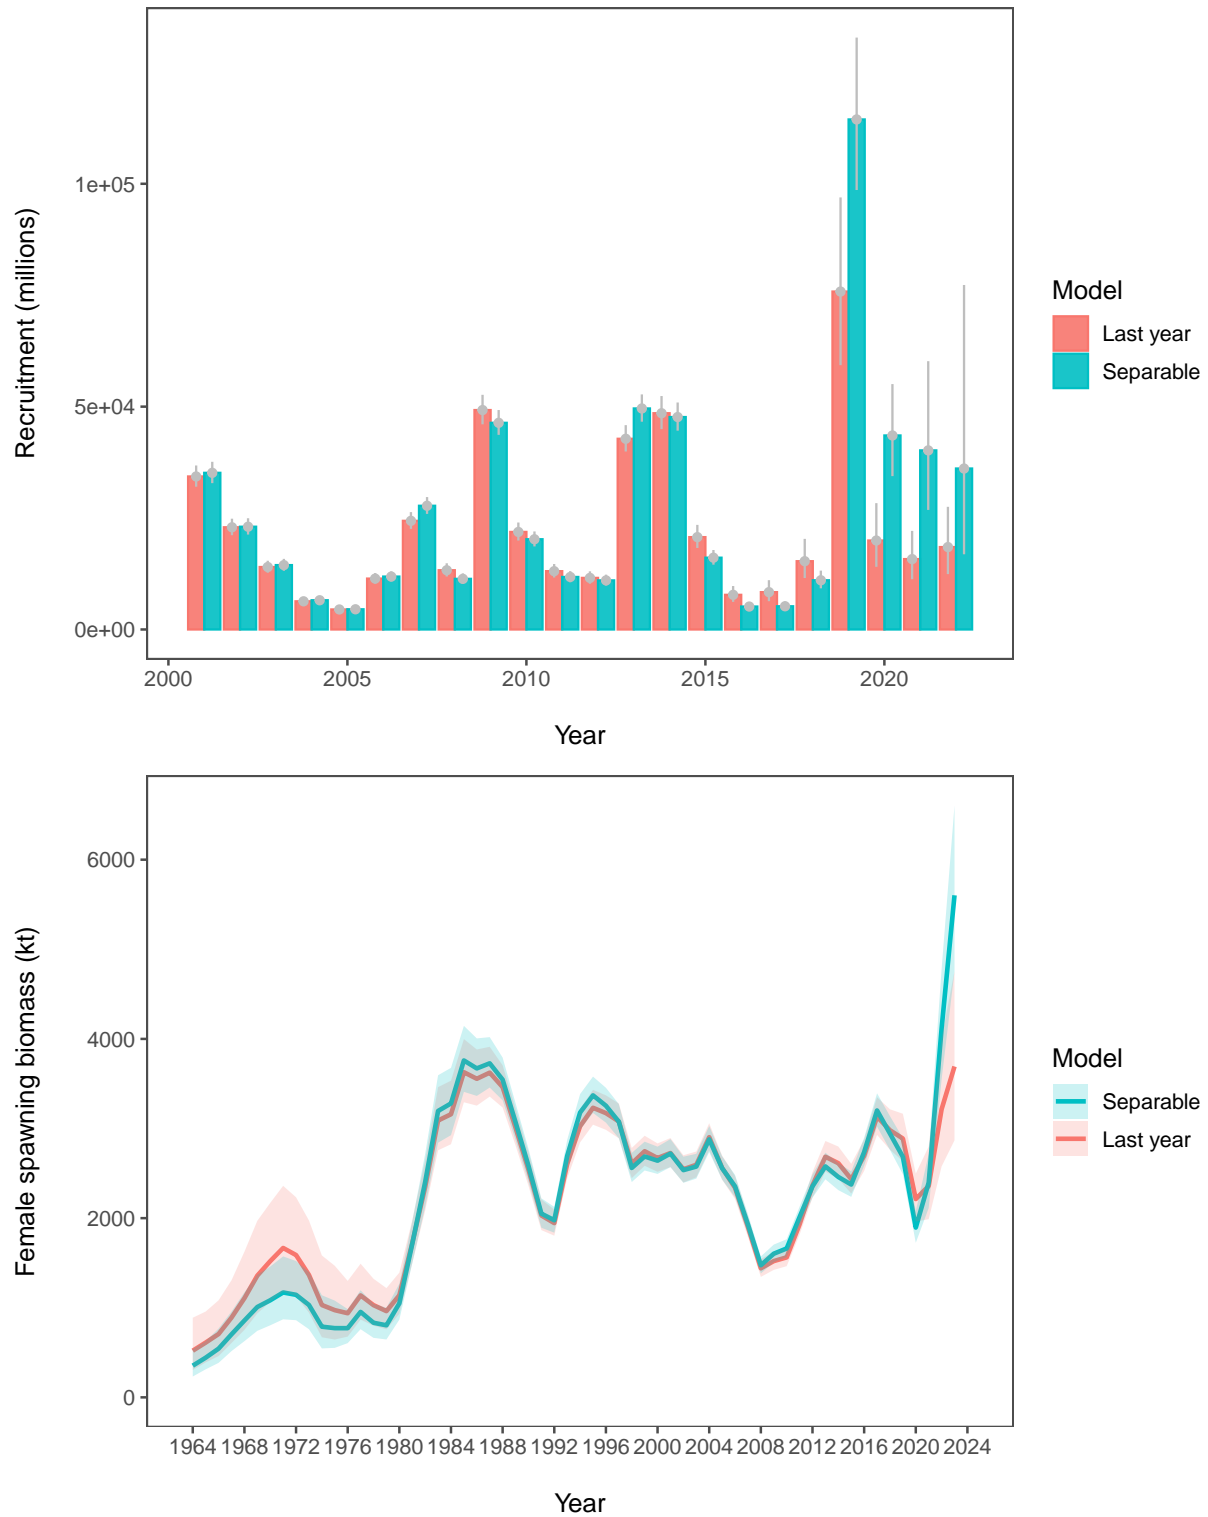 Recruitment (millions)
1e+05
5e+04
0e+00
2000 2005 2010 2015 2020
Year
Model
Last year
Separable
Female spawning biomass (kt)
6000
4000
2000
0
1964 1968 1972 1976 1980 1984 1988 1992 1996 2000 2004 2008 2012 2016 2020 2024
Year
Model
Separable
Last year